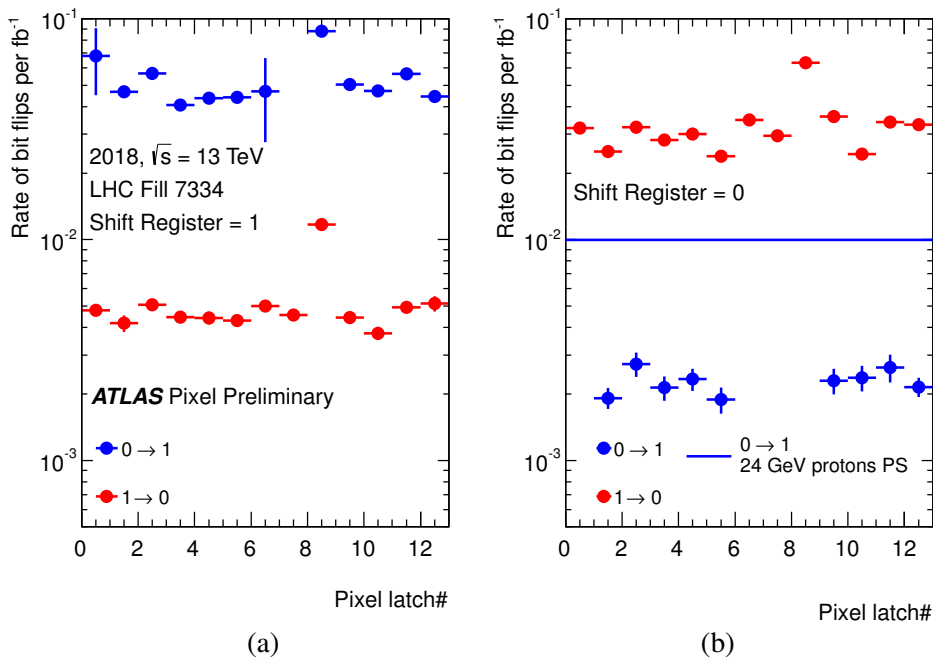 Rate of bit flips per fb⁻¹
10⁻¹
10⁻²
10⁻³
2018, √s = 13 TeV
LHC Fill 7334
Shift Register = 1
ATLAS Pixel Preliminary
0 → 1
1 → 0
0 2 4 6 8 10 12
Pixel latch#
(a)
Rate of bit flips per fb⁻¹
10⁻¹
10⁻²
10⁻³
Shift Register = 0
0 → 1
1 → 0
0 → 1
24 GeV protons PS
0 2 4 6 8 10 12
Pixel latch#
(b)